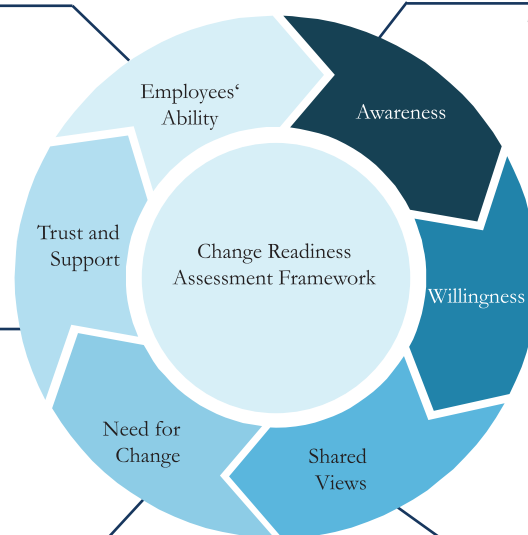 Employees‘
Ability
Awareness
Trust and
Support
Change Readiness
Assessment Framework
Willingness
Need for
Change
Shared
Views